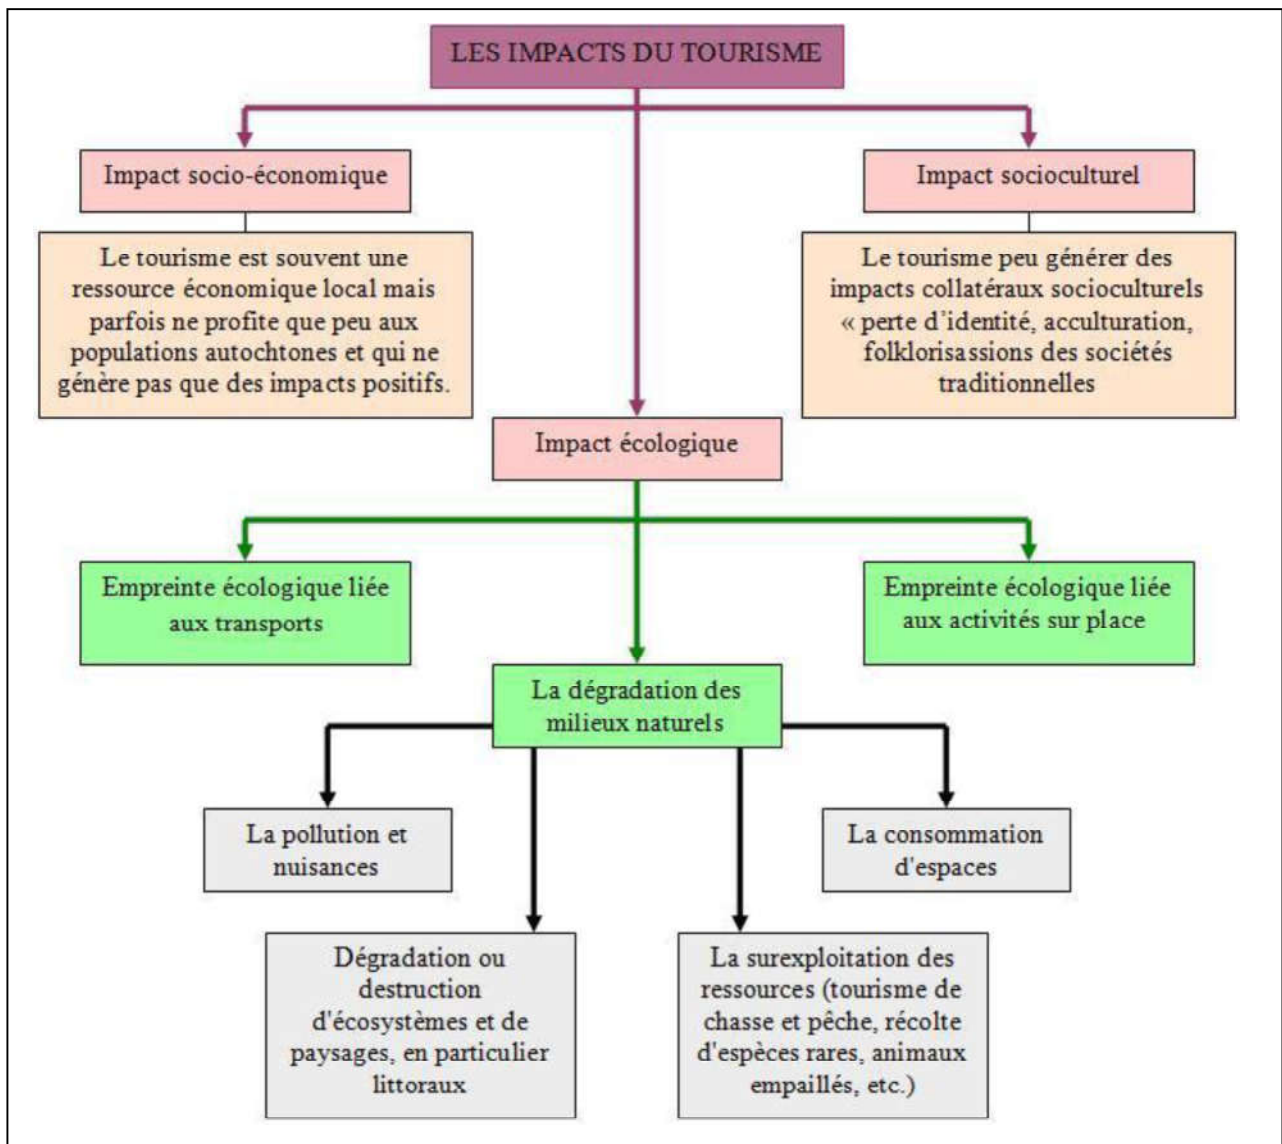 LES IMPACTS DU TOURISME
Impact socio-économique
Impact socioculturel
Le tourisme est souvent une
ressource économique local mais
parfois ne profite que peu aux
populations autochtones et qui ne
génère pas que des impacts positifs.
Le tourisme peu générer des
impacts collatéraux socioculturels
« perte d'identité, acculturation,
folklorisassions des sociétés
traditionnelles
Impact écologique
Empreinte écologique liée
aux transports
Empreinte écologique liée
aux activités sur place
La dégradation des
milieux naturels
La pollution et
nuisances
La consommation
d'espaces
Dégradation ou
destruction
d'écosystèmes et de
paysages, en particulier
littoraux
La surexploitation des
ressources (tourisme de
chasse et pêche, récolte
d'espèces rares, animaux
empaillés, etc.)